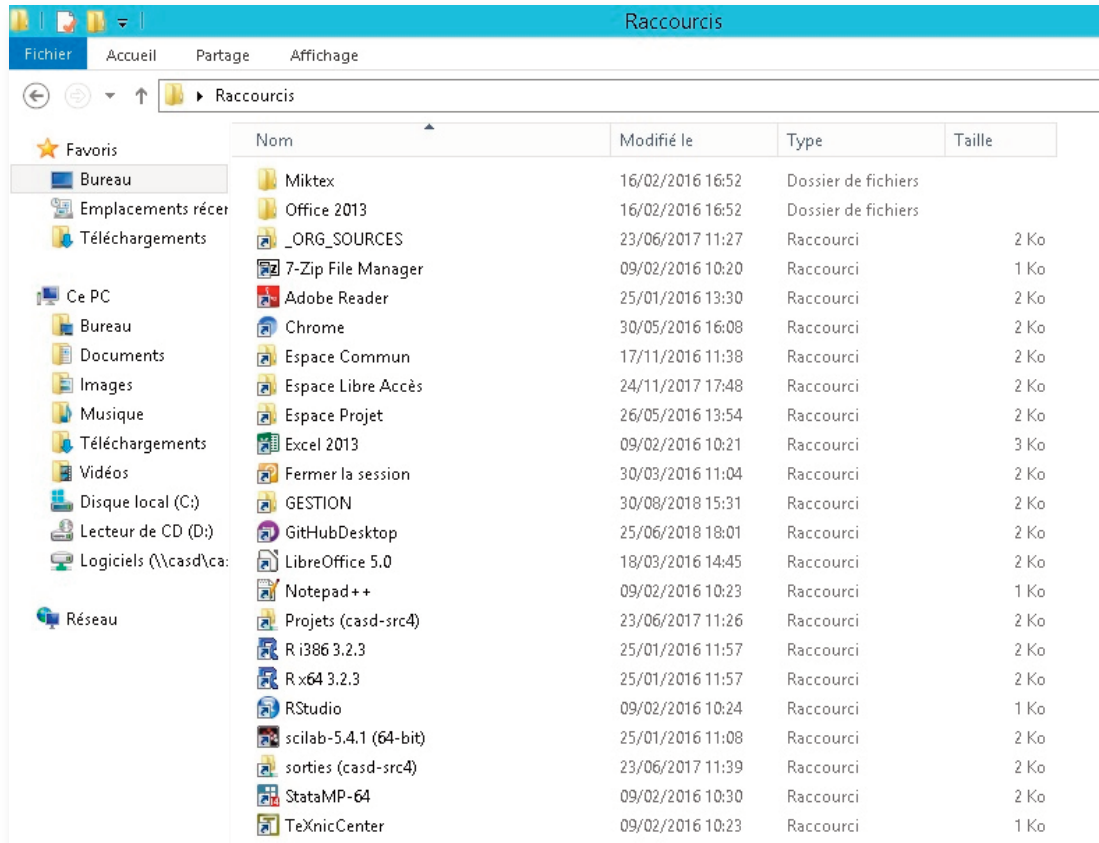 Raccourcis
Fichier Accueil Partage Affichage
Raccourcis
Favoris
Bureau
Emplacements récer
Téléchargements
Ce PC
Bureau
Documents
Images
Musique
Téléchargements
Vidéos
Disque local (C:)
Lecteur de CD (D:)
Logiciels (\\casd\ca:
Réseau
Nom Modifié le Type Taille
Miktex 16/02/2016 16:52 Dossier de fichiers
Office 2013 16/02/2016 16:52 Dossier de fichiers
_ORG_SOURCES 23/06/2017 11:27 Raccourci 2 Ko
7-Zip File Manager 09/02/2016 10:20 Raccourci 1 Ko
Adobe Reader 25/01/2016 13:30 Raccourci 2 Ko
Chrome 30/05/2016 16:08 Raccourci 2 Ko
Espace Commun 17/11/2016 11:38 Raccourci 2 Ko
Espace Libre Accès 24/11/2017 17:48 Raccourci 2 Ko
Espace Projet 26/05/2016 13:54 Raccourci 2 Ko
Excel 2013 09/02/2016 10:21 Raccourci 3 Ko
Fermer la session 30/03/2016 11:04 Raccourci 2 Ko
GESTION 30/08/2018 15:31 Raccourci 2 Ko
GitHubDesktop 25/06/2018 18:01 Raccourci 2 Ko
LibreOffice 5.0 18/03/2016 14:45 Raccourci 2 Ko
Notepad++ 09/02/2016 10:23 Raccourci 1 Ko
Projets (casd-src4) 23/06/2017 11:26 Raccourci 2 Ko
R i386 3.2.3 25/01/2016 11:57 Raccourci 2 Ko
R x64 3.2.3 25/01/2016 11:57 Raccourci 2 Ko
RStudio 09/02/2016 10:24 Raccourci 1 Ko
scilab-5.4.1 (64-bit) 25/01/2016 11:08 Raccourci 2 Ko
sorties (casd-src4) 23/06/2017 11:39 Raccourci 2 Ko
StataMP-64 09/02/2016 10:30 Raccourci 2 Ko
TeXnicCenter 09/02/2016 10:23 Raccourci 1 Ko